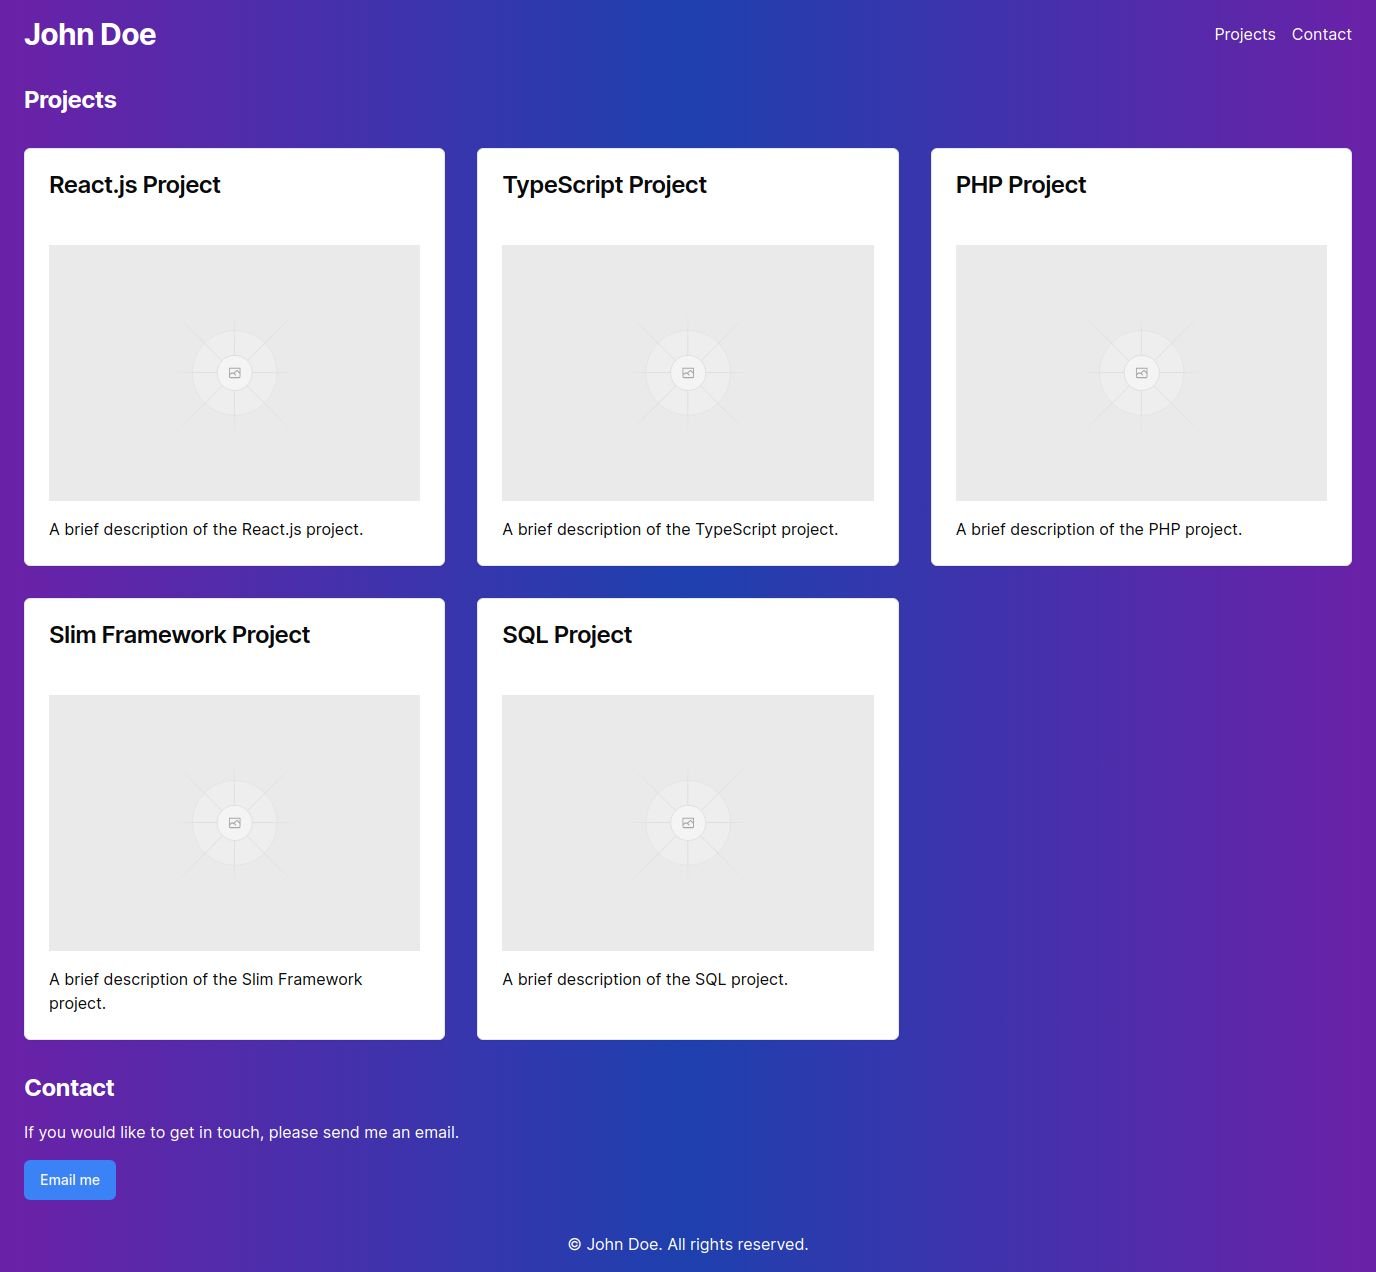 John Doe
Projects Contact
Projects
React.js Project
TypeScript Project
PHP Project
A brief description of the React.js project.
A brief description of the TypeScript project.
A brief description of the PHP project.
Slim Framework Project
SQL Project
A brief description of the Slim Framework
project.
A brief description of the SQL project.
Contact
If you would like to get in touch, please send me an email.
Email me
© John Doe. All rights reserved.